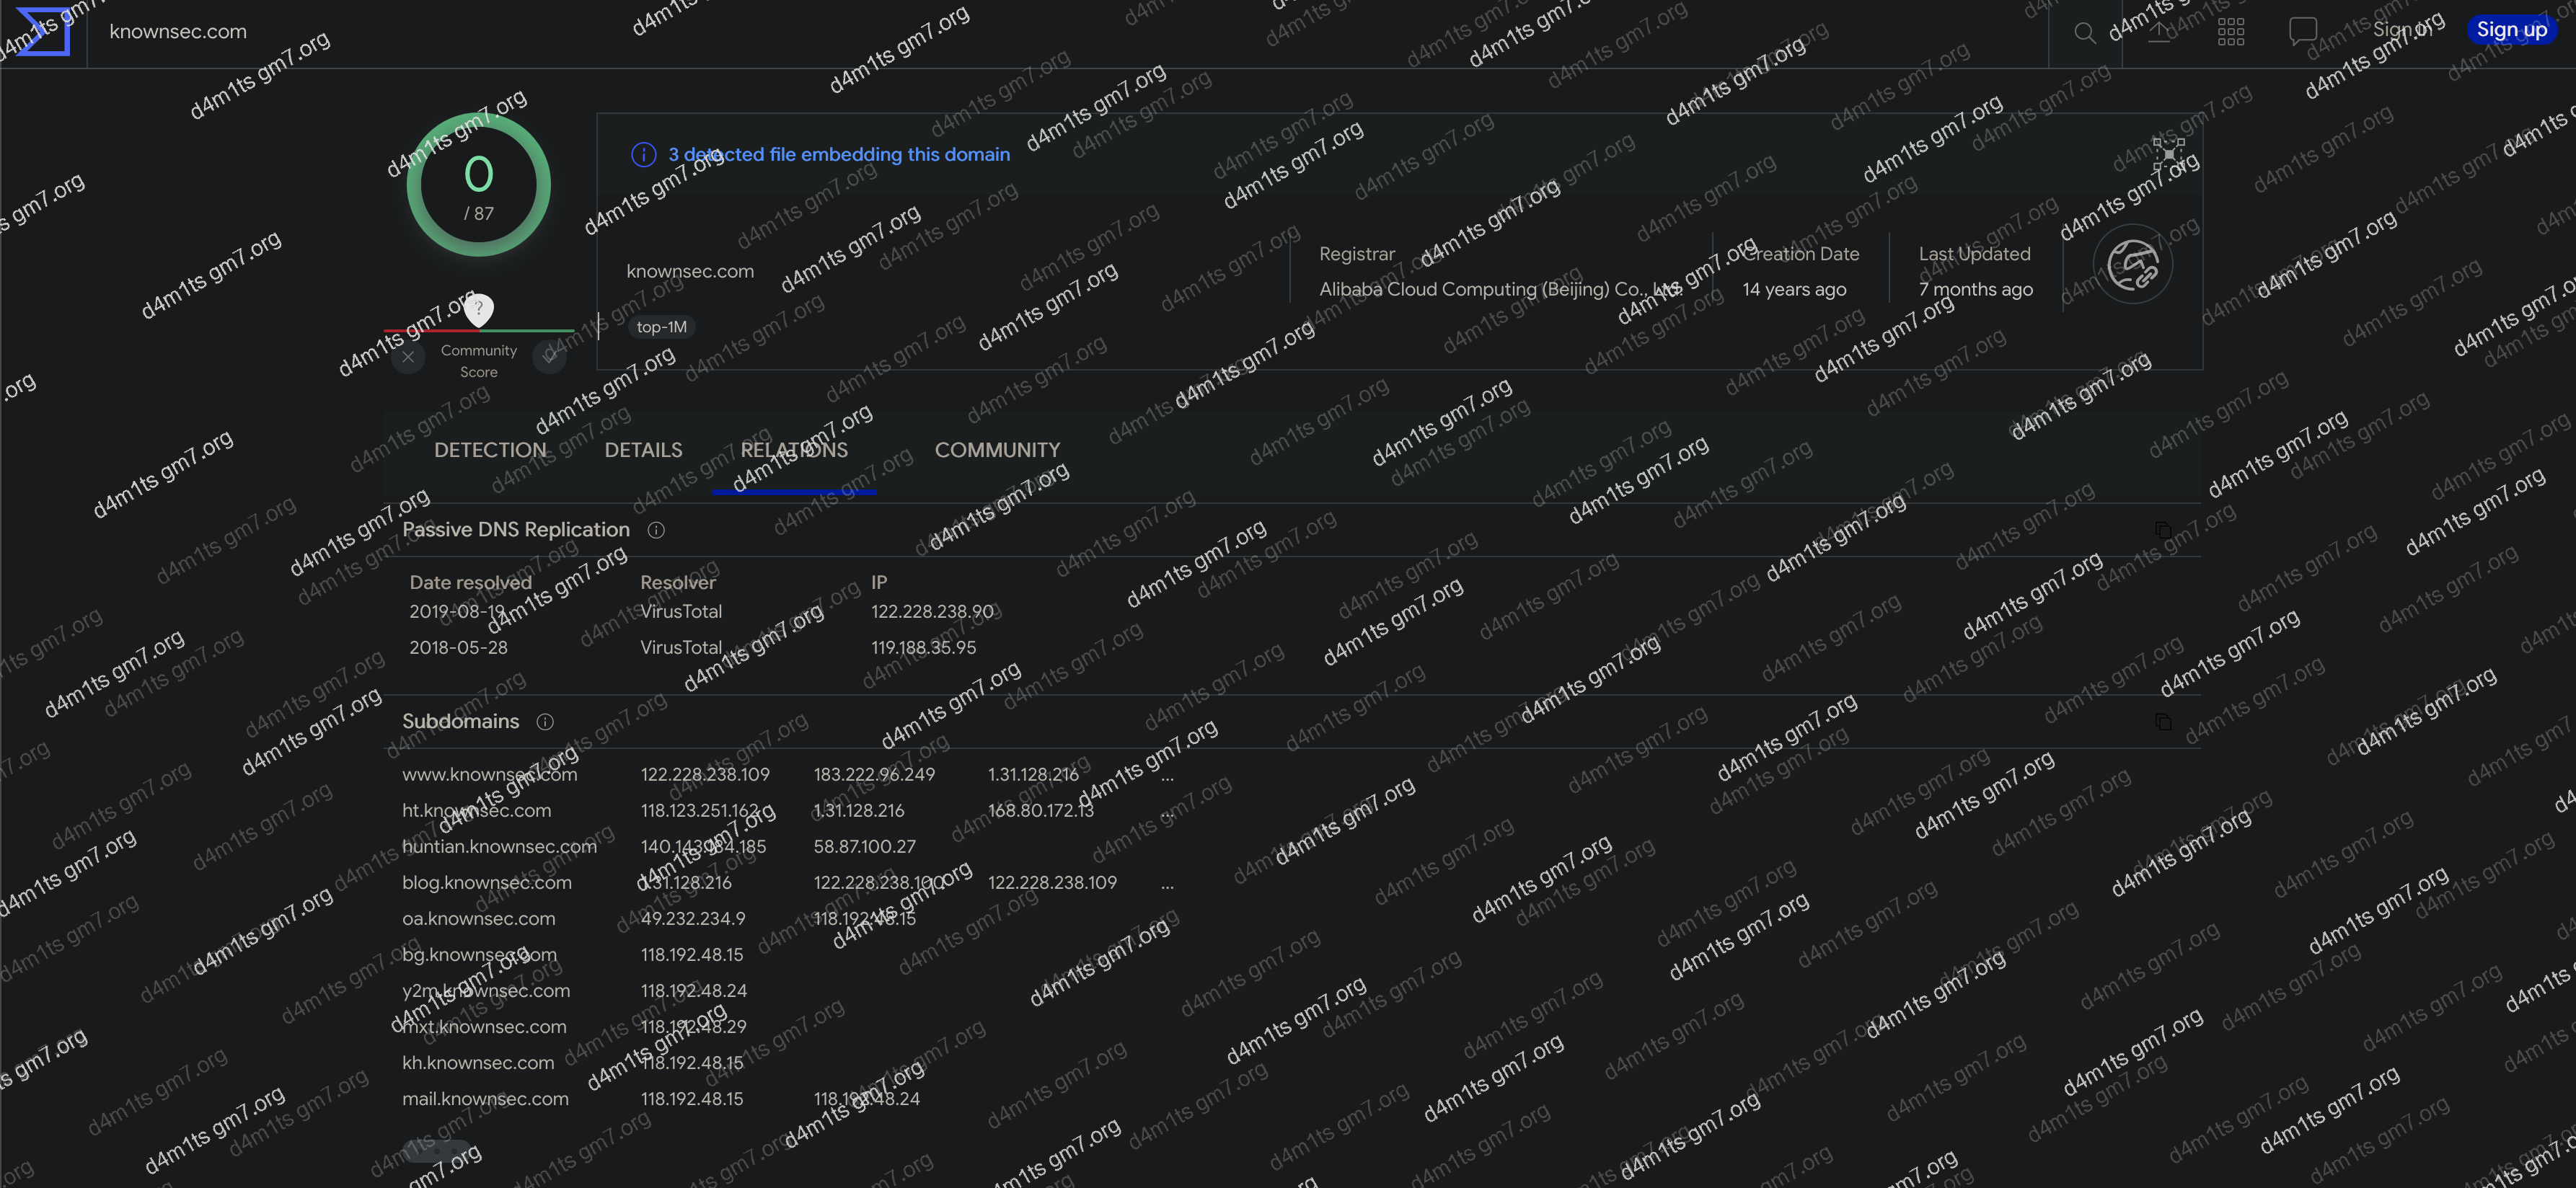 knownsec.com
Sign in
Sign up
0
/ 87
3 detected file embedding this domain
knownsec.com
Registrar
Alibaba Cloud Computing (Beijing) Co., Ltd.
Creation Date
14 years ago
Last Updated
7 months ago
top-1M
?
Community
Score
DETECTION DETAILS RELATIONS COMMUNITY
Passive DNS Replication
Date resolved Resolver IP
2019-08-19 VirusTotal 122.228.238.90
2018-05-28 VirusTotal 119.188.35.95
Subdomains
www.knownsec.com 122.228.238.109 183.222.96.249 1.31.128.216 ...
ht.knownsec.com 118.123.251.163 1.31.128.216 168.80.172.13 ...
huntian.knownsec.com 58.87.100.27
blog.knownsec.com 1.31.128.216 122.228.238.100 122.228.238.109 ...
oa.knownsec.com 49.232.234.9 118.192.48.15
bg.knownsec.com 118.192.48.15
y2m.knownsec.com 118.192.48.24
mxt.knownsec.com 118.192.48.29
kh.knownsec.com 118.192.48.15
mail.knownsec.com 118.192.48.15 118.192.48.24
d4m1ts gm7.org